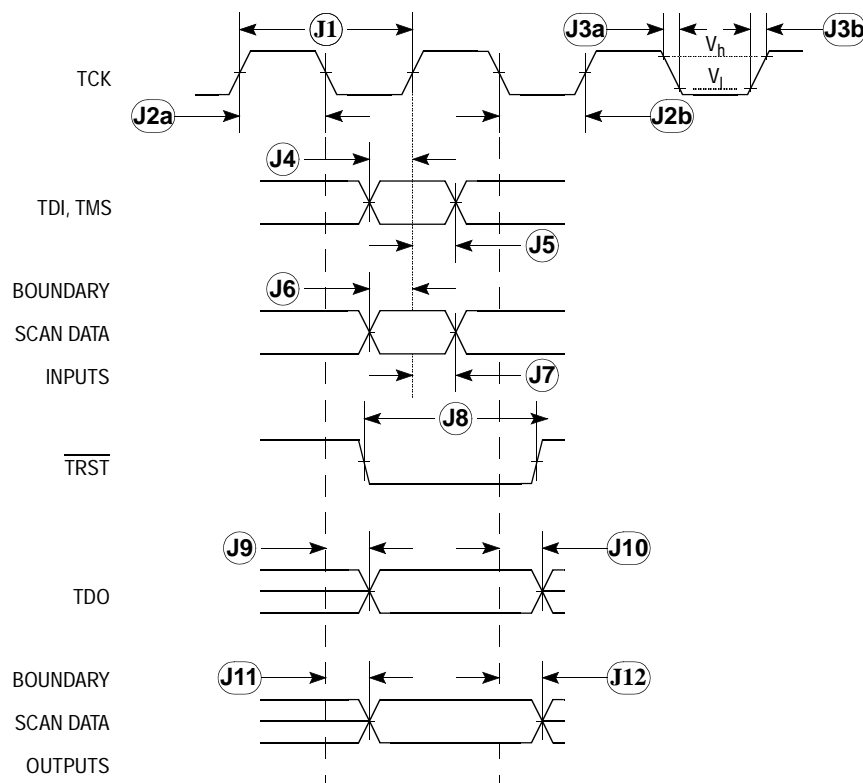 J1 J3a J3b
Vh
TCK
Vl
J2a J2b
J4
TDI, TMS
J5
BOUNDARY J6
SCAN DATA
INPUTS J7
J8
TRST
J9 J10
TDO
BOUNDARY J11 J12
SCAN DATA
OUTPUTS